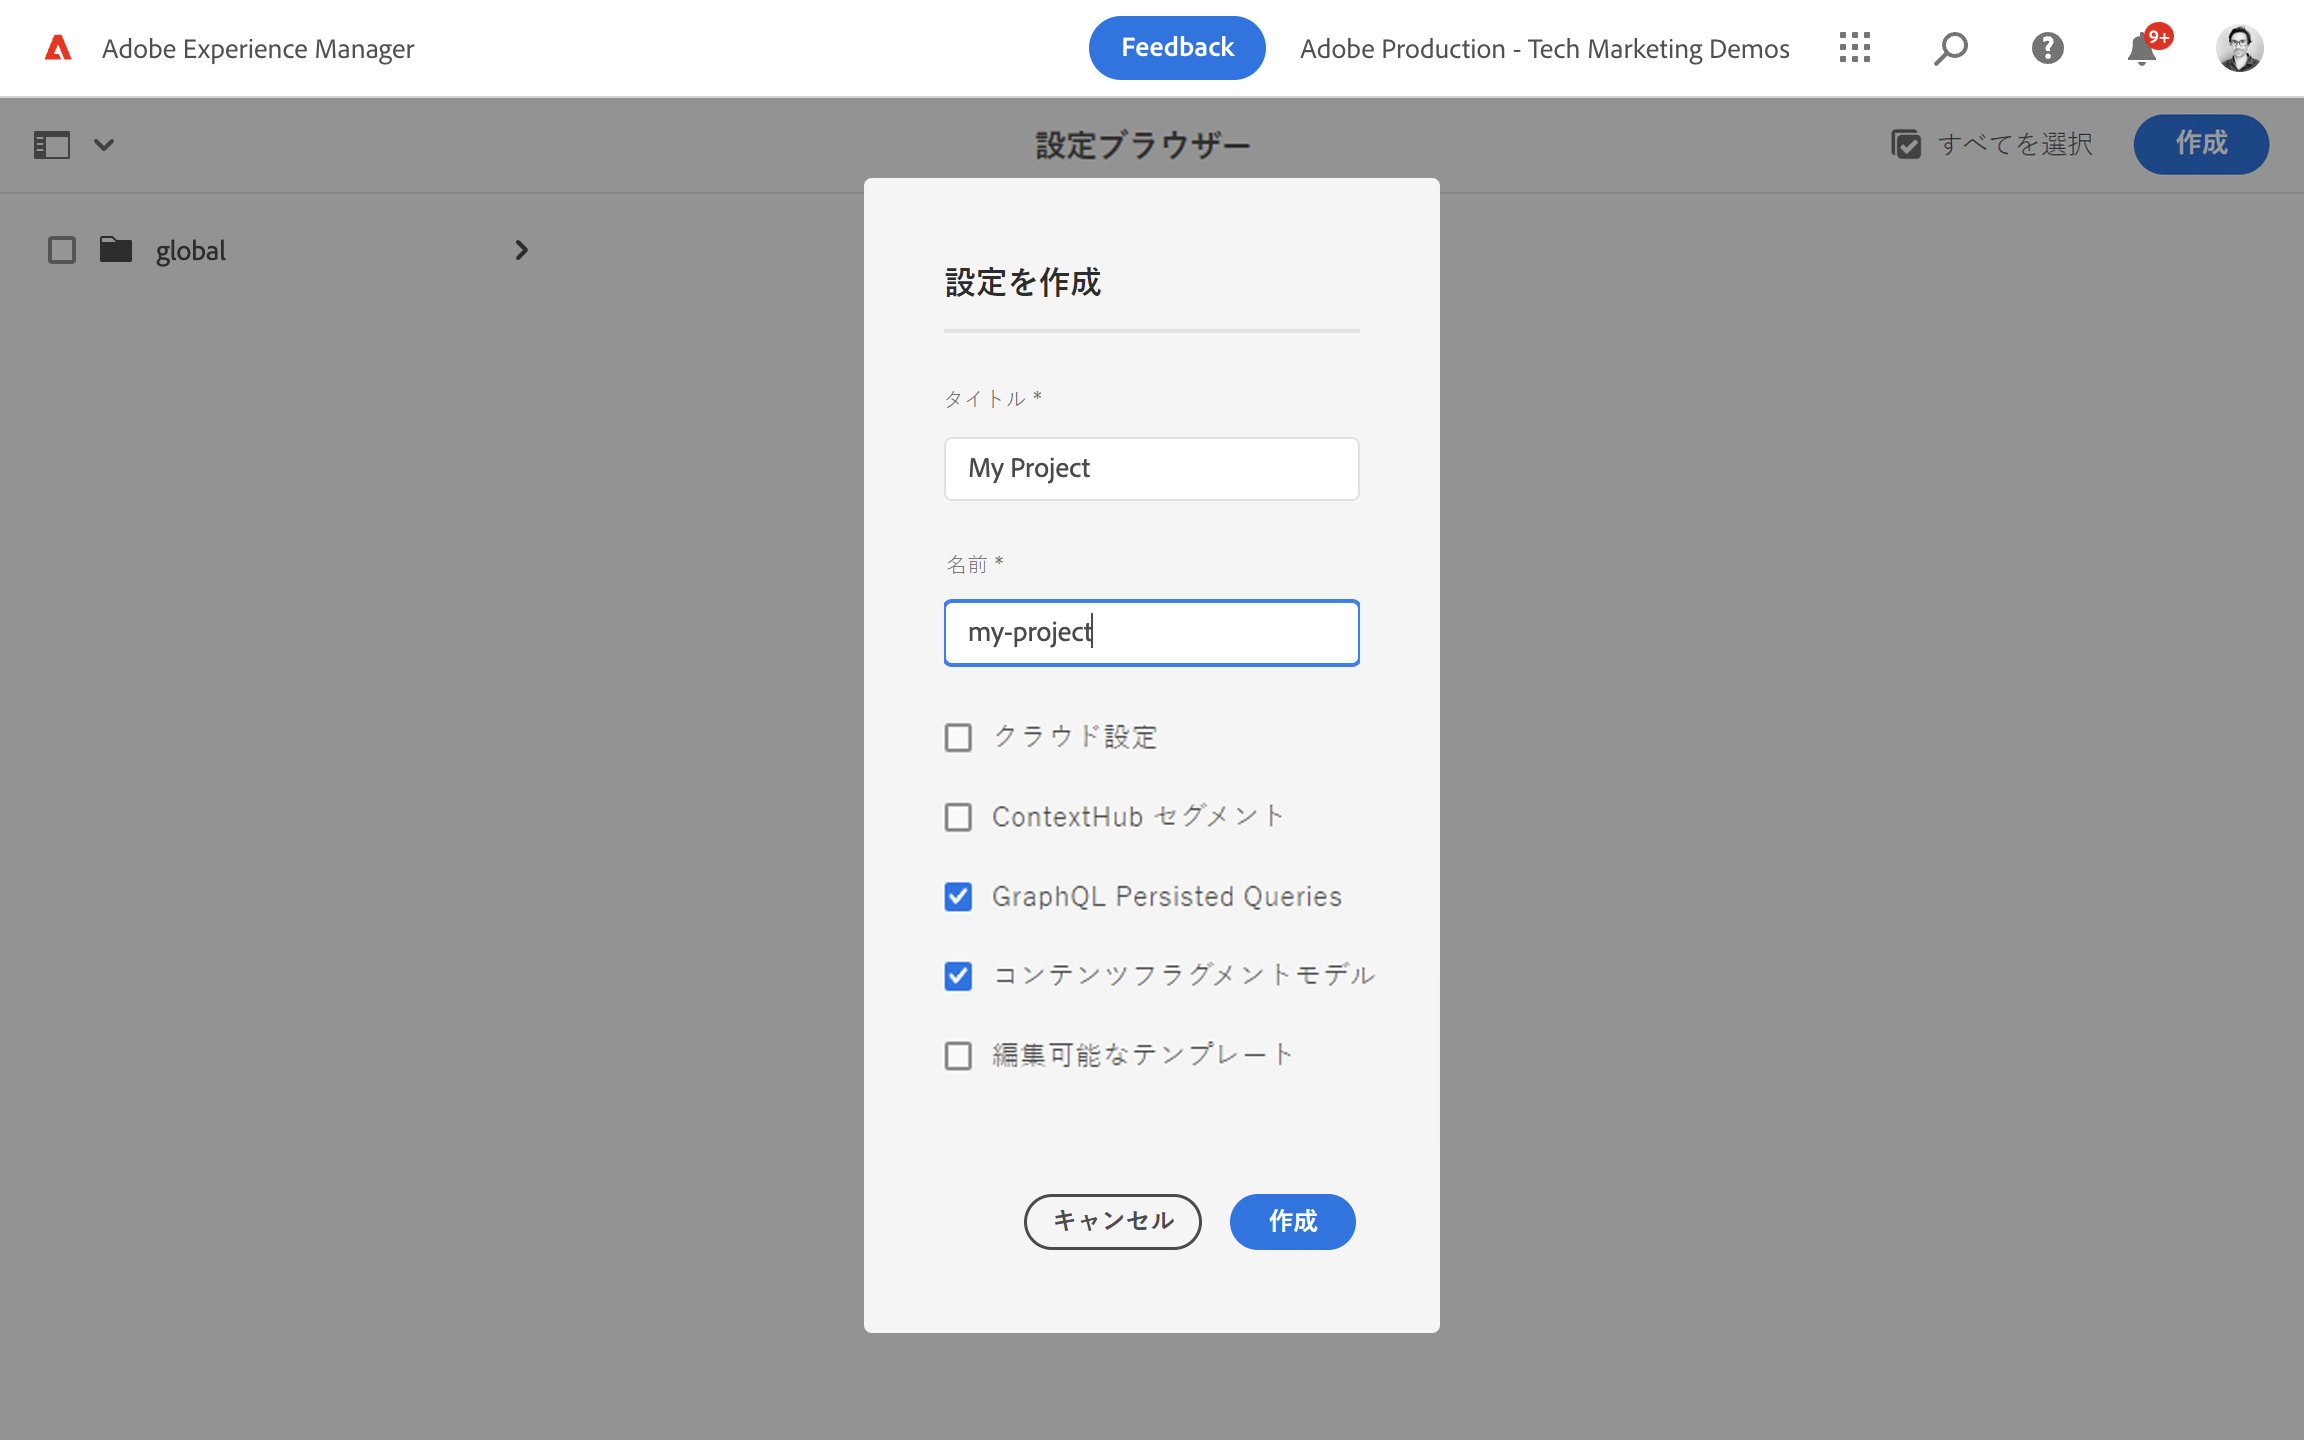 Adobe Experience Manager
Feedback
Adobe Production - Tech Marketing Demos
9+
設定ブラウザー
すべてを選択
作成
global
設定を作成
タイトル *
My Project
名前 *
my-project
クラウド設定
ContextHub セグメント
GraphQL Persisted Queries
コンテンツフラグメントモデル
編集可能なテンプレート
キャンセル
作成